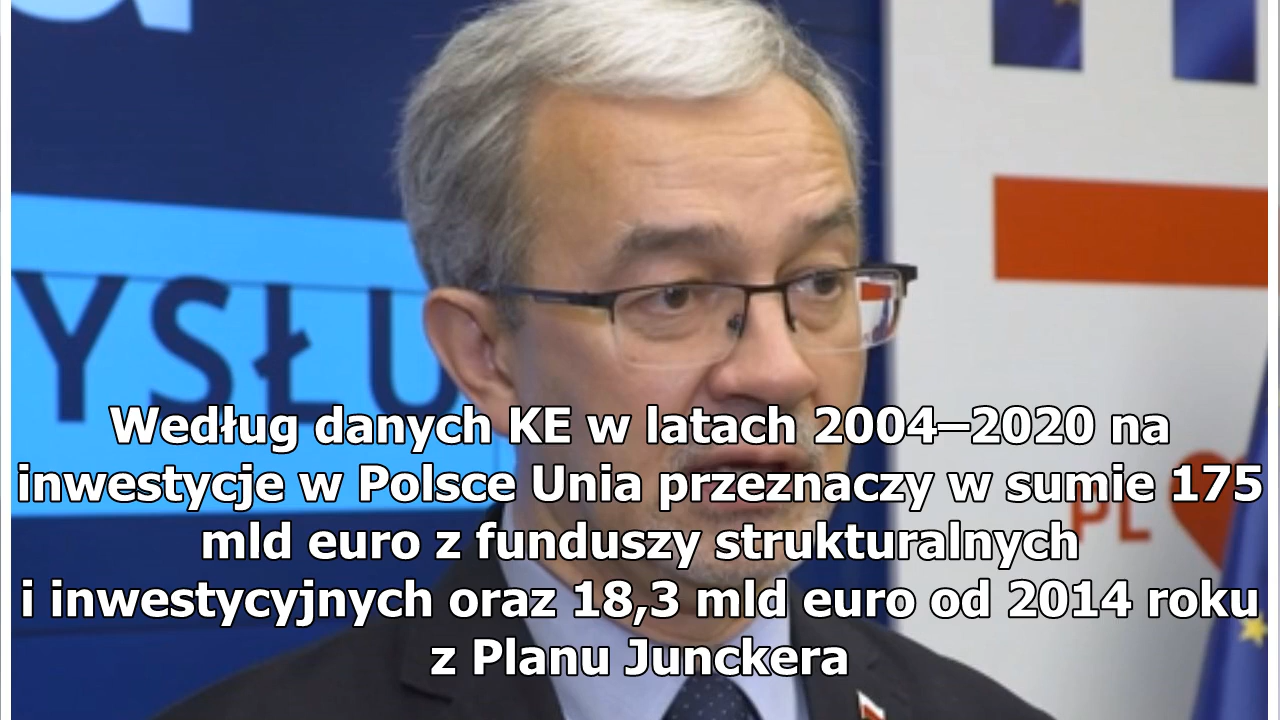 YSŁU
PL
Według danych KE w latach 2004–2020 na
inwestycje w Polsce Unia przeznaczy w sumie 175
mld euro z funduszy strukturalnych
i inwestycyjnych oraz 18,3 mld euro od 2014 roku
z Planu Junckera